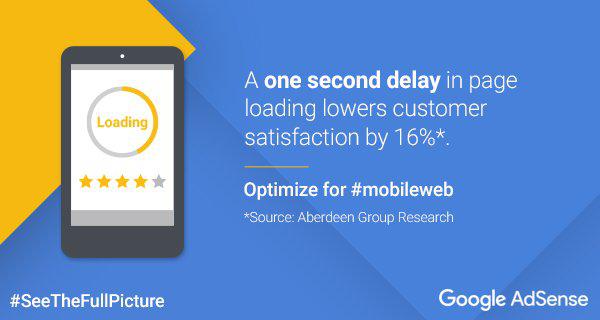 Loading
A one second delay in page
loading lowers customer
satisfaction by 16%*.
Optimize for #mobileweb
*Source: Aberdeen Group Research
#SeeTheFullPicture
Google AdSense